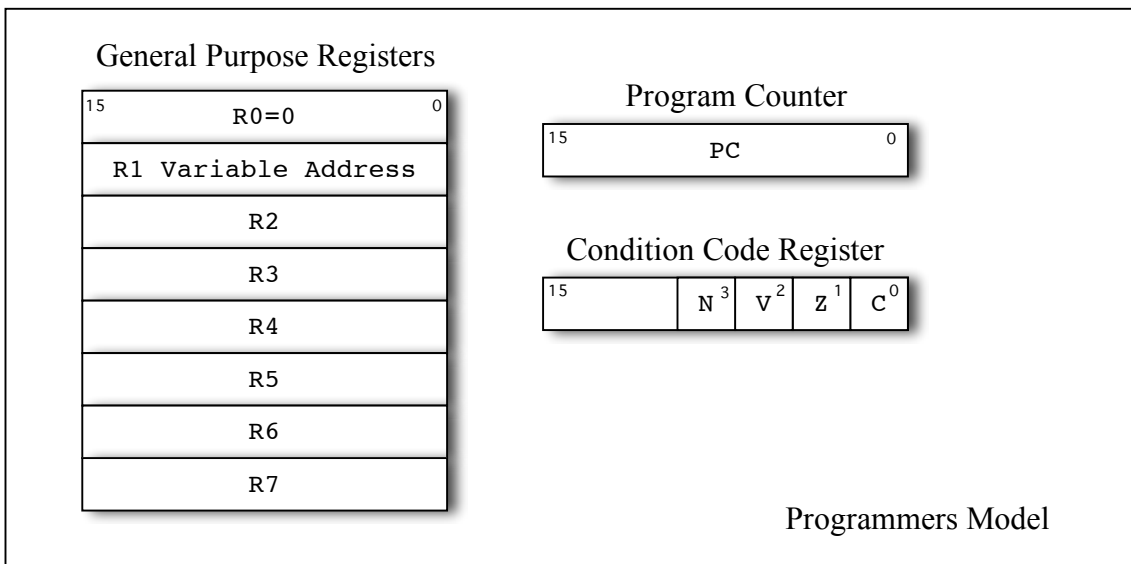 General Purpose Registers
15 R0=0 0
R1 Variable Address
R2
R3
R4
R5
R6
R7
Program Counter
15 PC 0
Condition Code Register
15 N 3 V 2 Z 1 C 0
Programmers Model